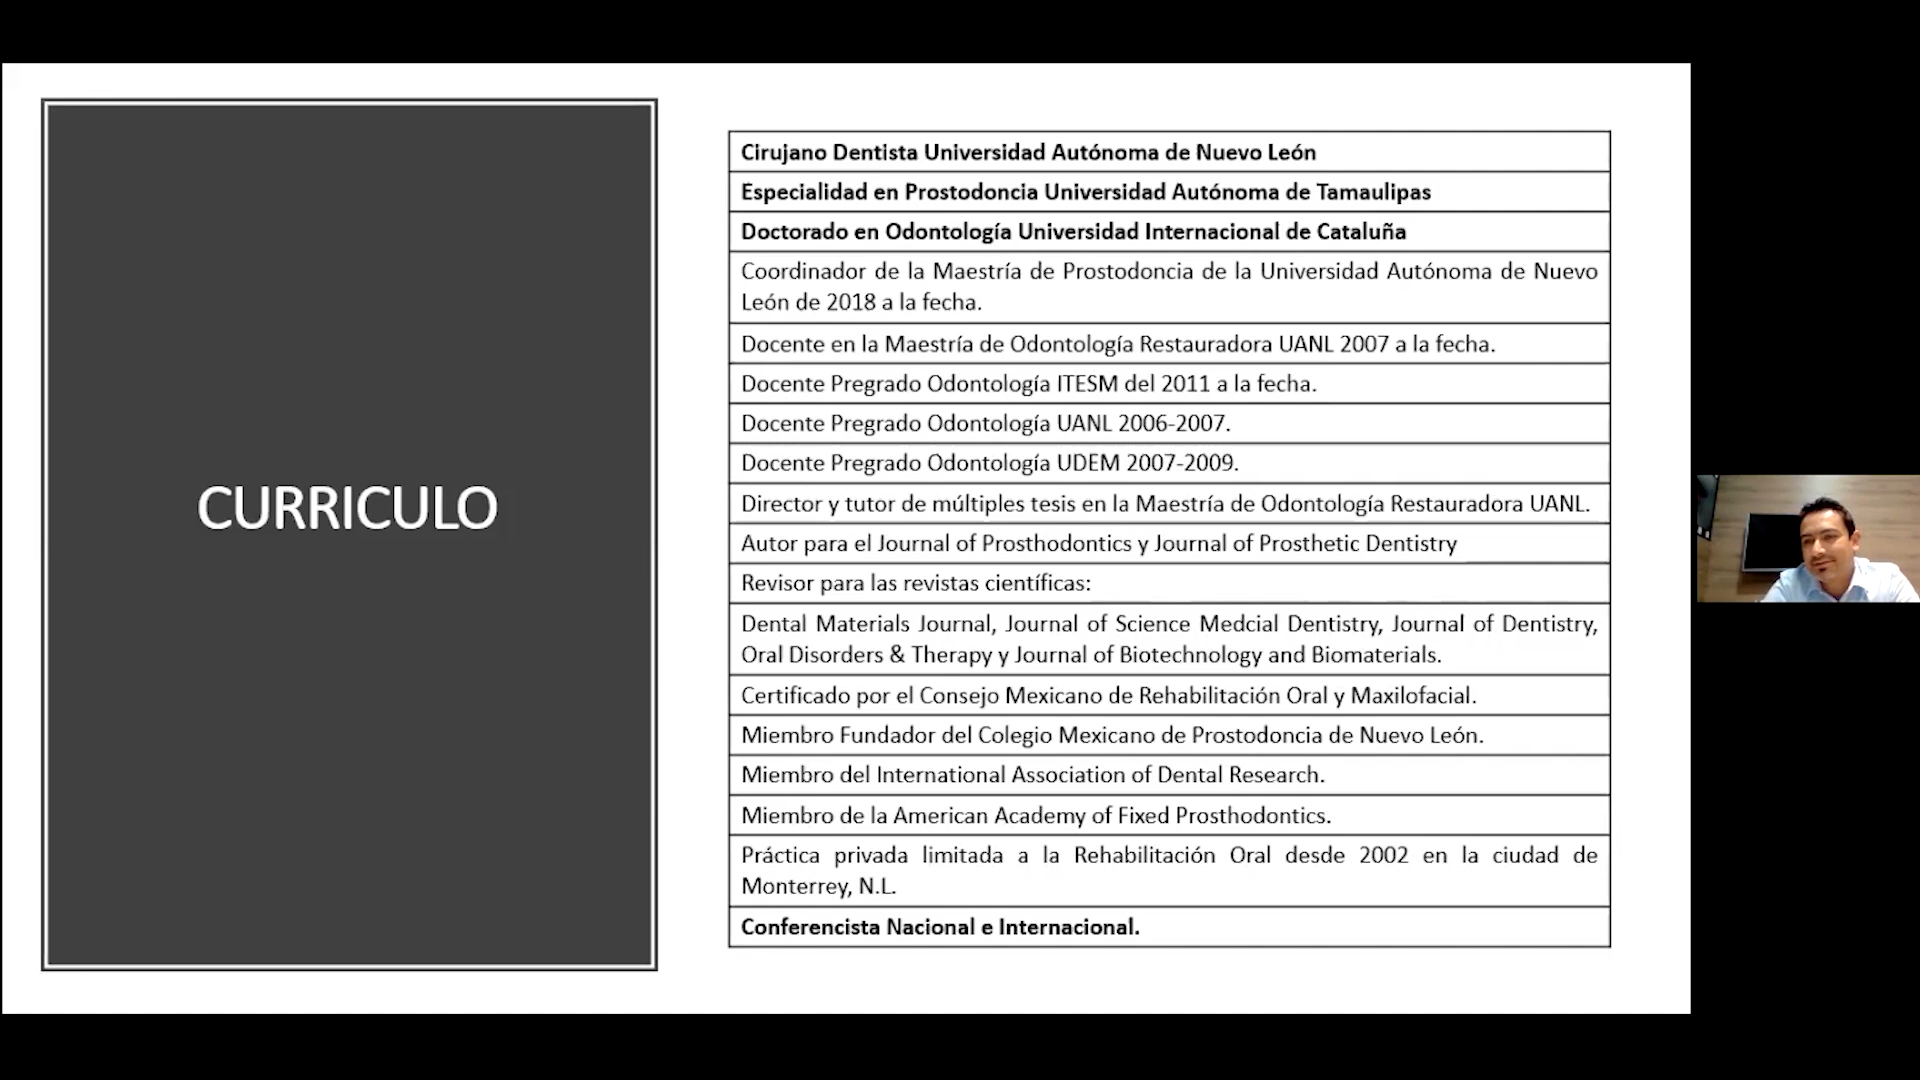 CURRICULO
Cirujano Dentista Universidad Autónoma de Nuevo León
Especialidad en Prostodoncia Universidad Autónoma de Tamaulipas
Doctorado en Odontología Universidad Internacional de Cataluña
Coordinador de la Maestría de Prostodoncia de la Universidad Autónoma de Nuevo
León de 2018 a la fecha.
Docente en la Maestría de Odontología Restauradora UANL 2007 a la fecha.
Docente Pregrado Odontología ITESM del 2011 a la fecha.
Docente Pregrado Odontología UANL 2006-2007.
Docente Pregrado Odontología UDEM 2007-2009.
Director y tutor de múltiples tesis en la Maestría de Odontología Restauradora UANL.
Autor para el Journal of Prosthodontics y Journal of Prosthetic Dentistry
Revisor para las revistas científicas:
Dental Materials Journal, Journal of Science Medcial Dentistry, Journal of Dentistry,
Oral Disorders & Therapy y Journal of Biotechnology and Biomaterials.
Certificado por el Consejo Mexicano de Rehabilitación Oral y Maxilofacial.
Miembro Fundador del Colegio Mexicano de Prostodoncia de Nuevo León.
Miembro del International Association of Dental Research.
Miembro de la American Academy of Fixed Prosthodontics.
Práctica privada limitada a la Rehabilitación Oral desde 2002 en la ciudad de
Monterrey, N.L.
Conferencista Nacional e Internacional.